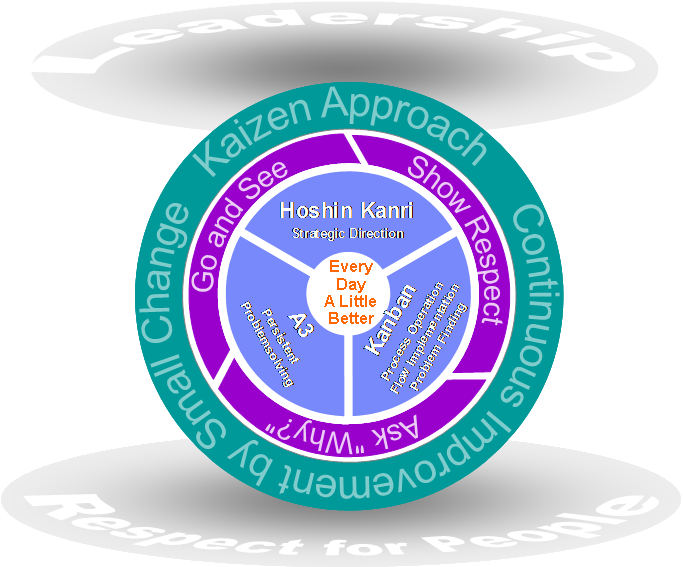 Leadership
Kaizen Approach
Continuous Improvement by Small Change
Go and See
Show Respect
Ask "Why?"
Hoshin Kanri
Strategic Direction
Every
Day
A Little
Better
A3
Persistent
Problemsolving
Kanban
Process Operation
Flow Implementation
Problem Finding
Respect for People